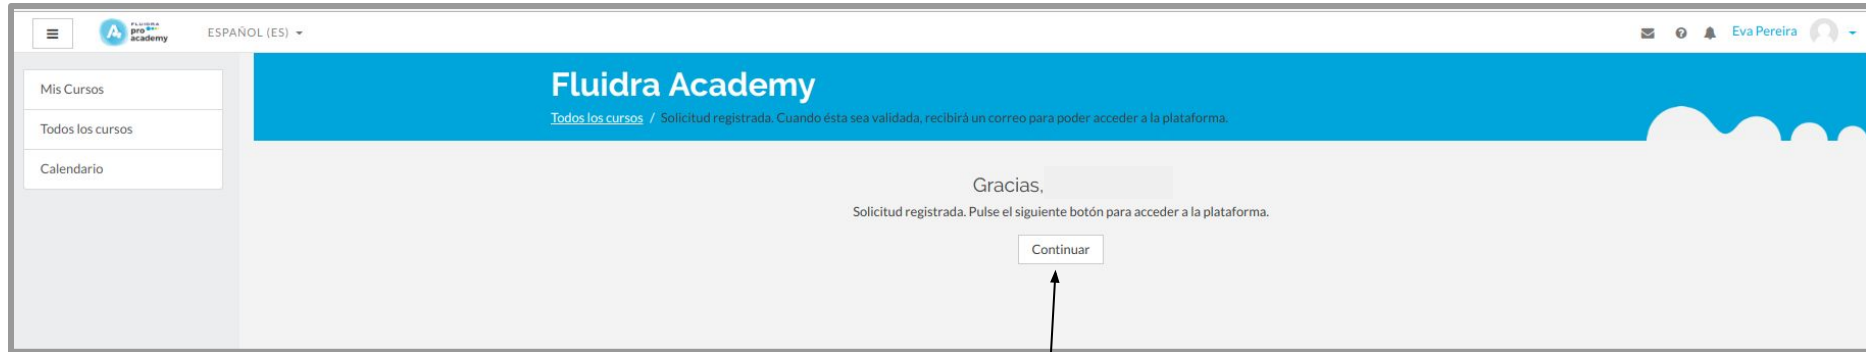 FLUIDRA
pro
academy
ESPAÑOL (ES)
Eva Pereira
Mis Cursos
Todos los cursos
Calendario
Fluidra Academy
Todos los cursos / Solicitud registrada. Cuando ésta sea validada, recibirá un correo para poder acceder a la plataforma.
Gracias,
Solicitud registrada. Pulse el siguiente botón para acceder a la plataforma.
Continuar